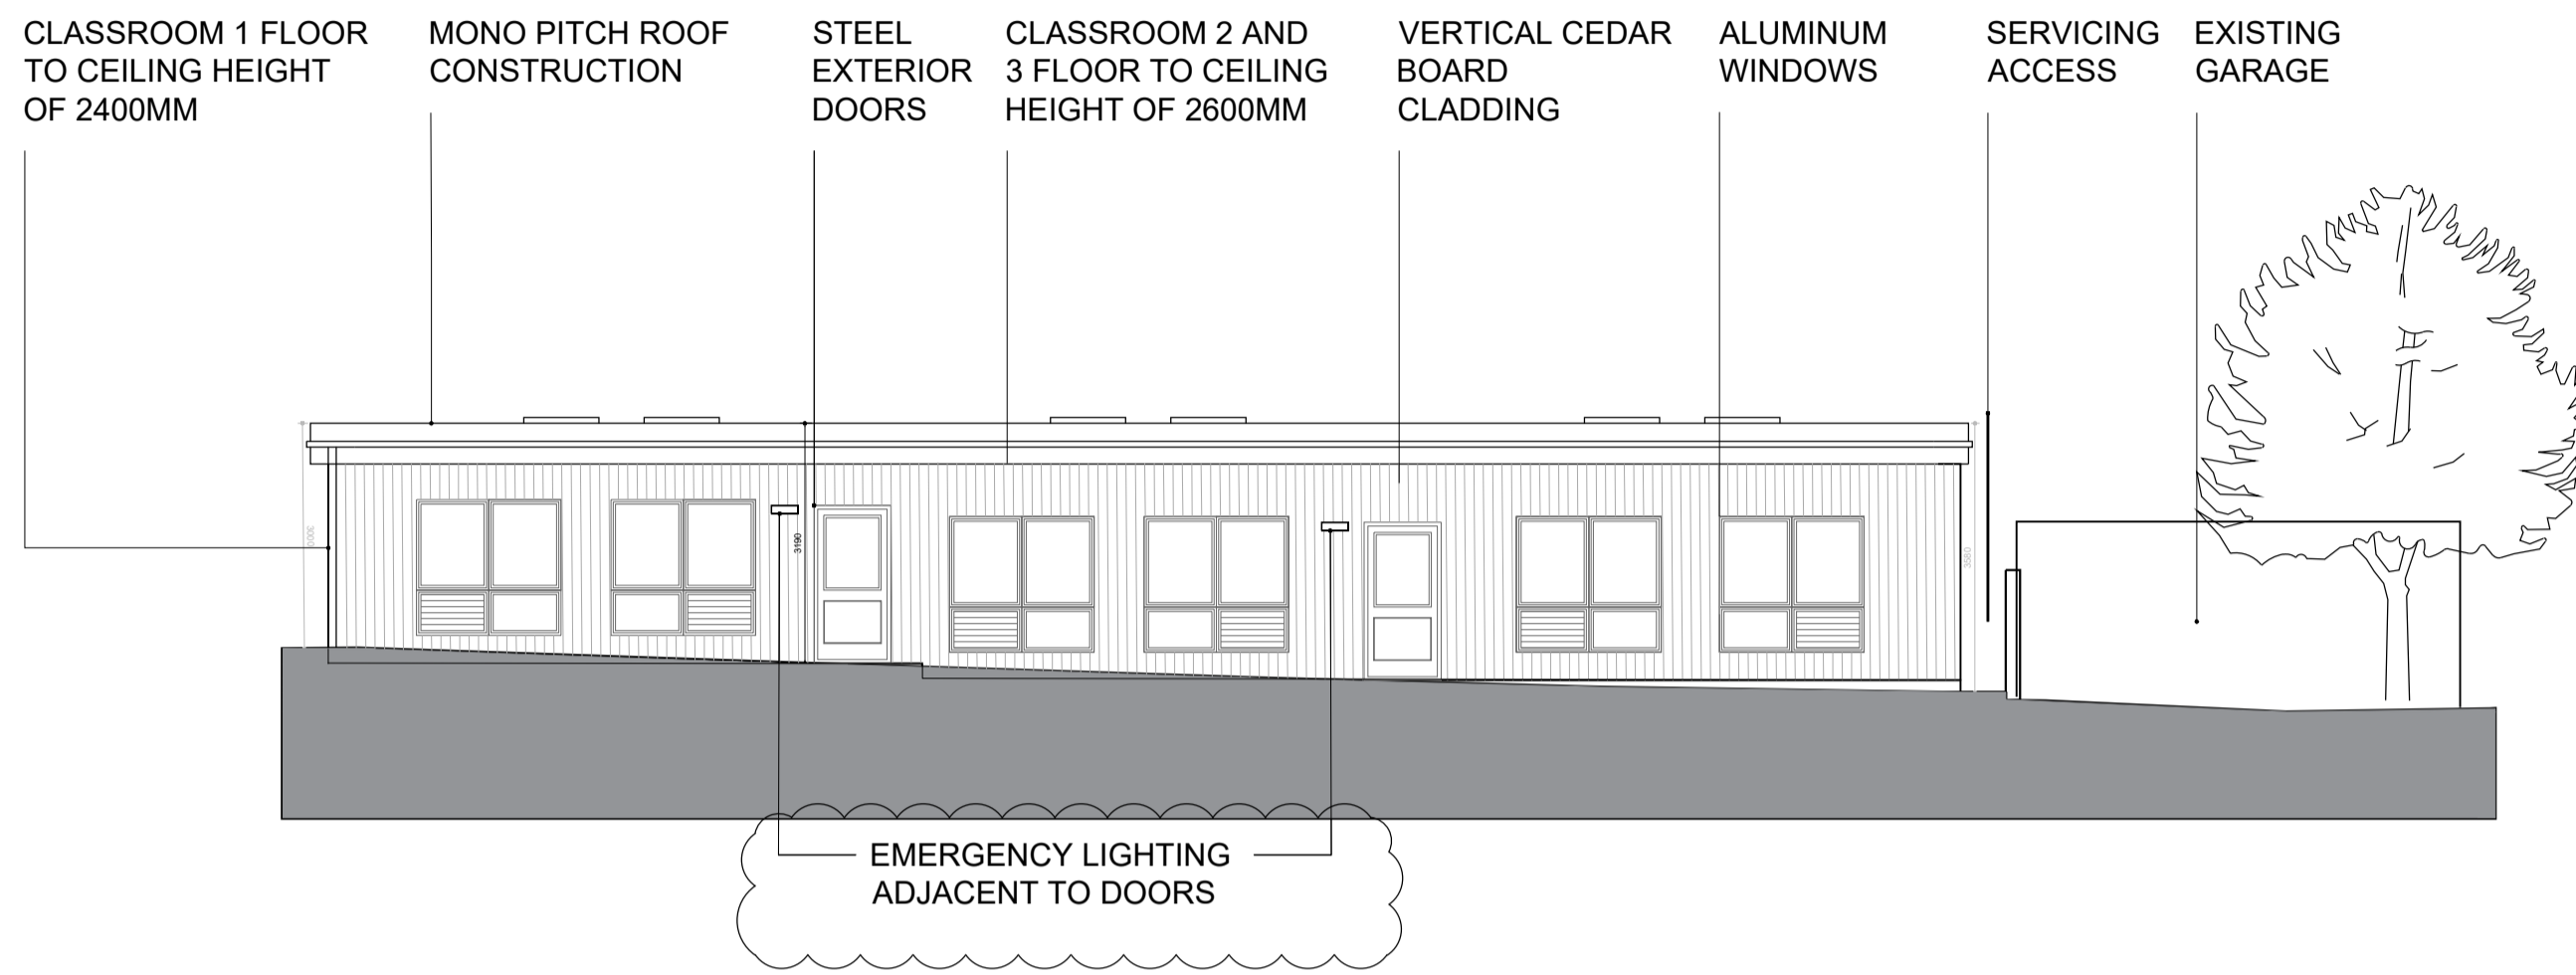 CLASSROOM 1 FLOOR
TO CEILING HEIGHT
OF 2400MM
MONO PITCH ROOF
CONSTRUCTION
STEEL
EXTERIOR
DOORS
CLASSROOM 2 AND
3 FLOOR TO CEILING
HEIGHT OF 2600MM
VERTICAL CEDAR
BOARD
CLADDING
ALUMINUM
WINDOWS
SERVICING
ACCESS
EXISTING
GARAGE
3000
3190
3580
EMERGENCY LIGHTING
ADJACENT TO DOORS